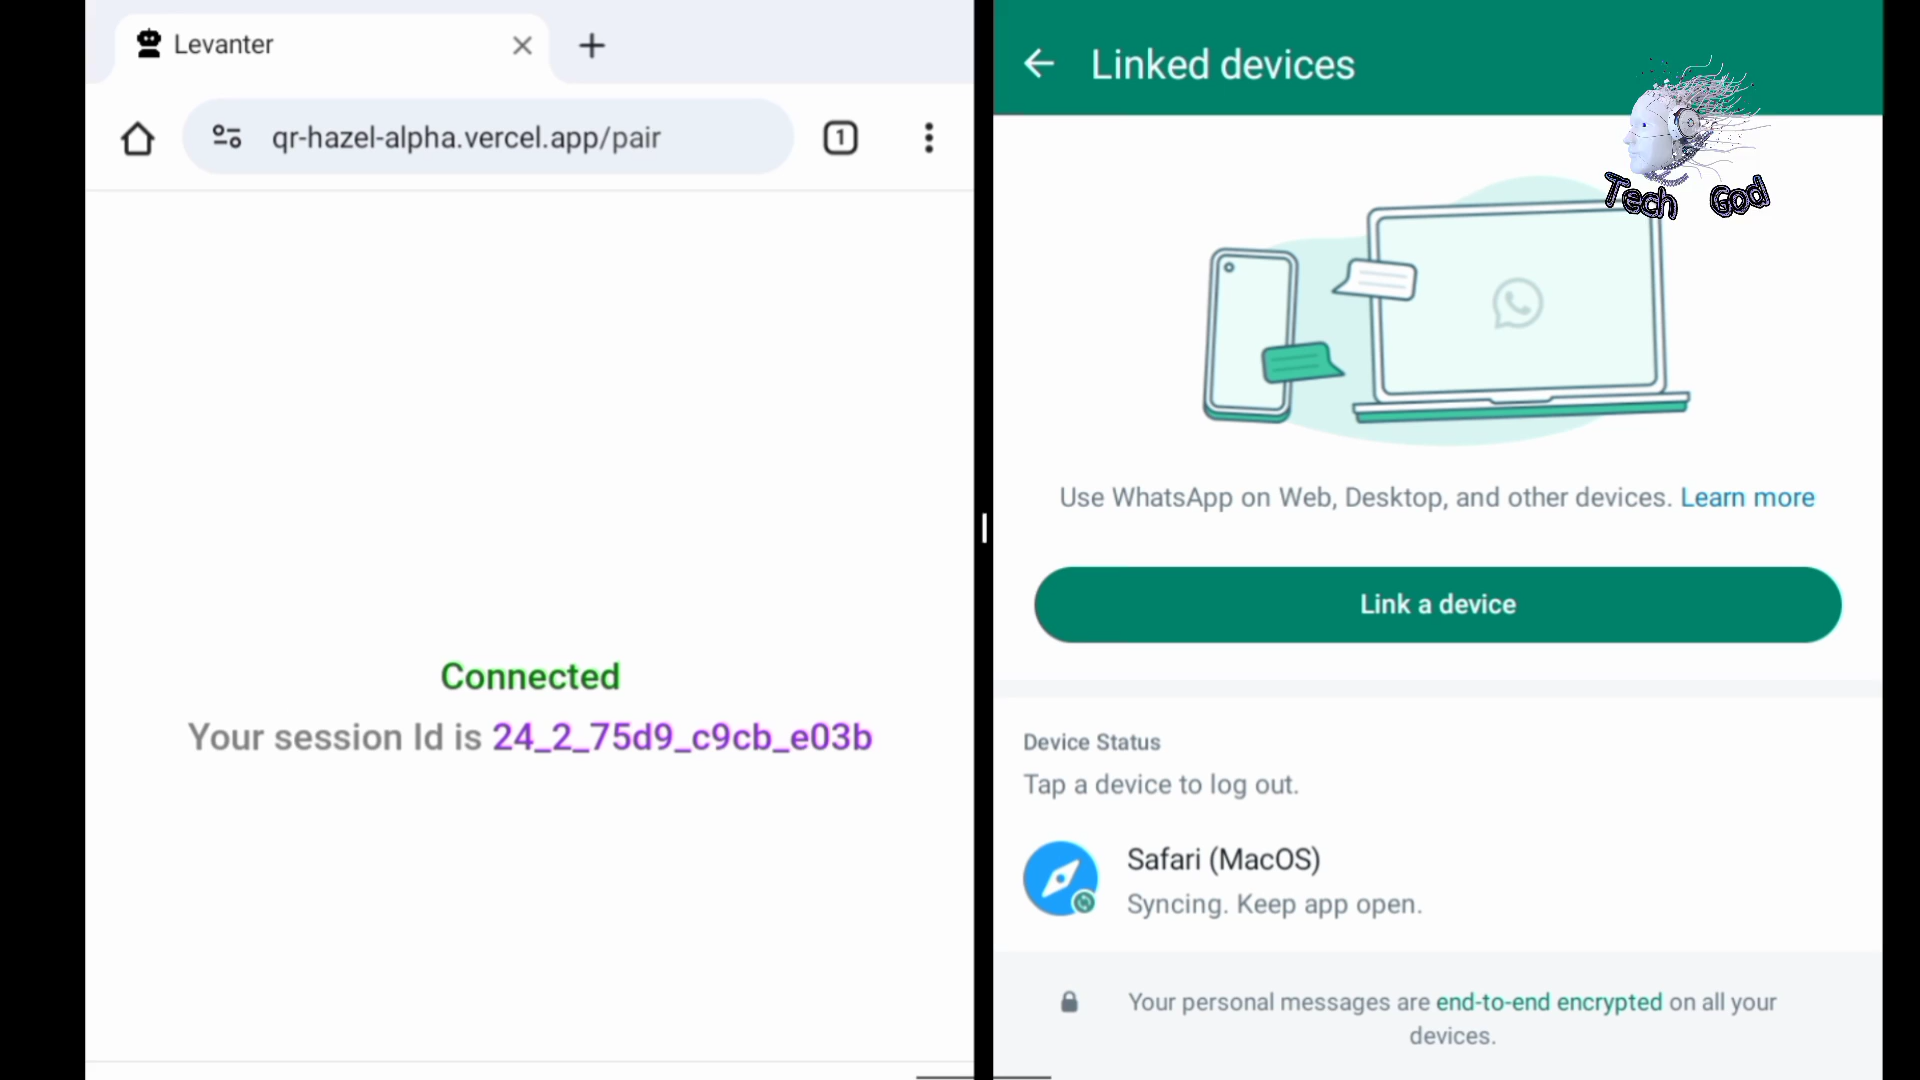 Levanter
qr-hazel-alpha.vercel.app/pair
1
Connected
Your session Id is 24_2_75d9_c9cb_e03b
Linked devices
Tech God
Use WhatsApp on Web, Desktop, and other devices. Learn more
Link a device
Device Status
Tap a device to log out.
Safari (MacOS)
Syncing. Keep app open.
Your personal messages are end-to-end encrypted on all your
devices.